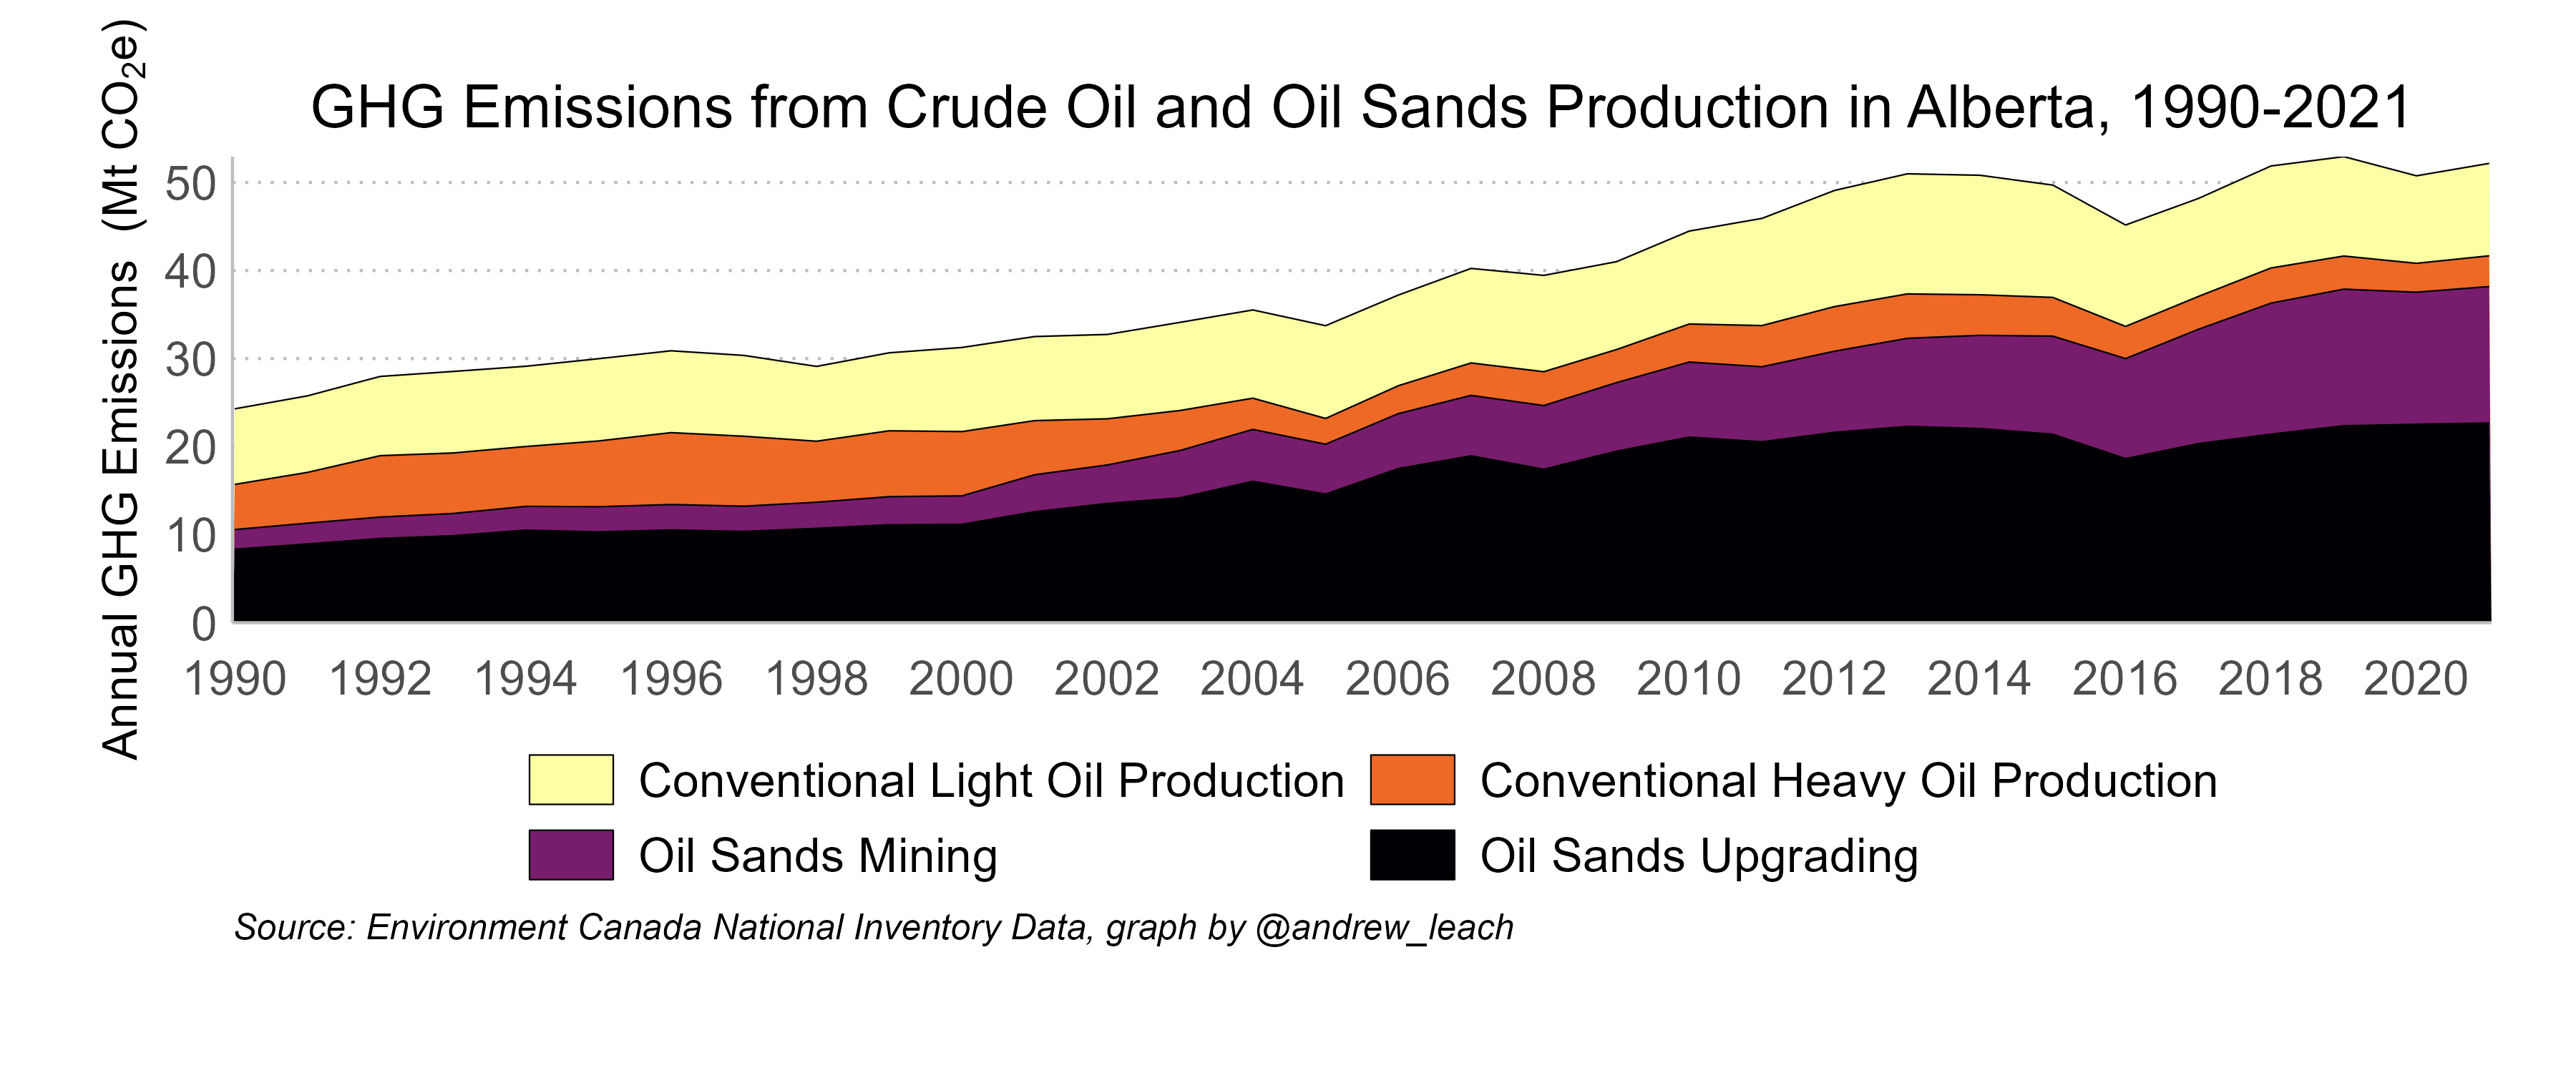 GHG Emissions from Crude Oil and Oil Sands Production in Alberta, 1990-2021
Annual GHG Emissions (Mt CO₂e)
50
40
30
20
10
0
1990 1992 1994 1996 1998 2000 2002 2004 2006 2008 2010 2012 2014 2016 2018 2020
Conventional Light Oil Production Conventional Heavy Oil Production
Oil Sands Mining Oil Sands Upgrading
Source: Environment Canada National Inventory Data, graph by @andrew_leach